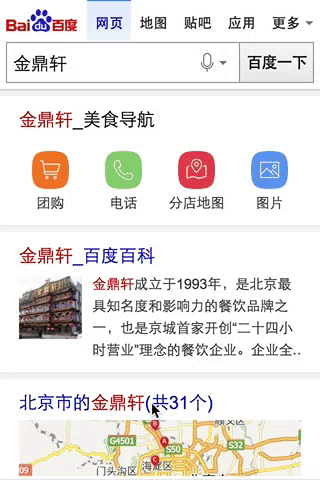 Bai du 百度 网页 地图 贴吧 应用 更多
金鼎轩 百度一下
金鼎轩_美食导航
团购 电话 分店地图 图片
金鼎轩_百度百科
金鼎轩成立于1993年，是北京最
具知名度和影响力的餐饮品牌之
一，也是京城首家开创“二十四小
时营业”理念的餐饮企业。企业全..
北京市的金鼎轩(共31个)
G4501 S50 S32
门头沟区 海淀区